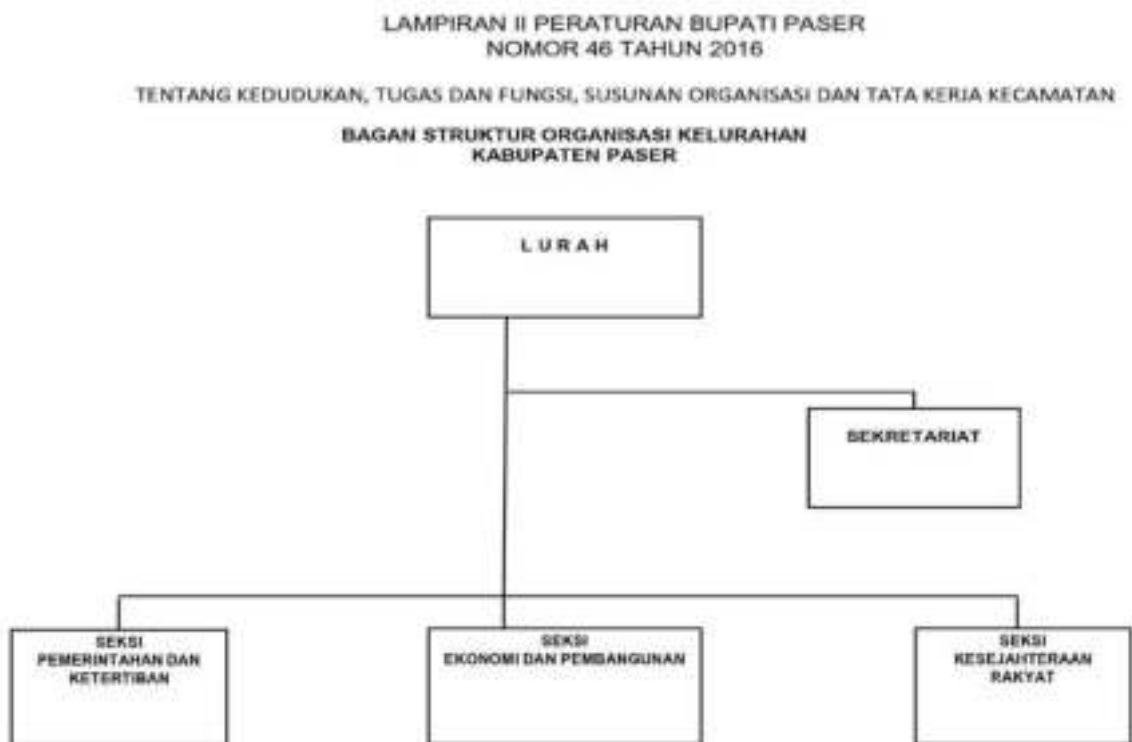 LAMPIRAN II PERATURAN BUPATI PASER
NOMOR 46 TAHUN 2016
TENTANG KEDUDUKAN, TUGAS DAN FUNGSI, SUSUNAN ORGANISASI DAN TATA KERJA KECAMATAN
BAGAN STRUKTUR ORGANISASI KELURAHAN
KABUPATEN PASER
L U R A H
SEKRETARIAT
SEKSI
PEMERINTAHAN DAN
KETERTIBAN
SEKSI
EKONOMI DAN PEMBANGUNAN
SEKSI
KESEJAHTERAAN
RAKYAT